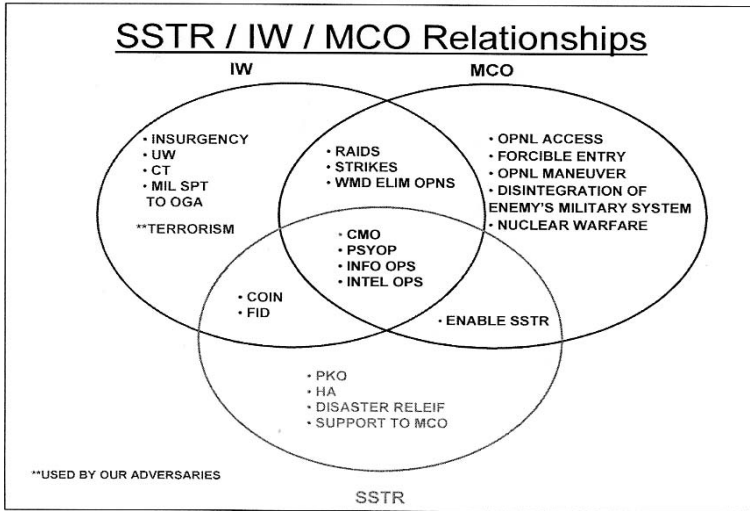 SSTR / IW / MCO Relationships
IW
MCO
• INSURGENCY
• UW
• CT
• MIL SPT
TO OGA
**TERRORISM
• RAIDS
• STRIKES
• WMD ELIM OPNS
• OPNL ACCESS
• FORCIBLE ENTRY
• OPNL MANEUVER
• DISINTEGRATION OF
ENEMY'S MILITARY SYSTEM
• NUCLEAR WARFARE
• CMO
• PSYOP
• INFO OPS
• INTEL OPS
• COIN
• FID
• ENABLE SSTR
• PKO
• HA
• DISASTER RELEIF
• SUPPORT TO MCO
**USED BY OUR ADVERSARIES
SSTR